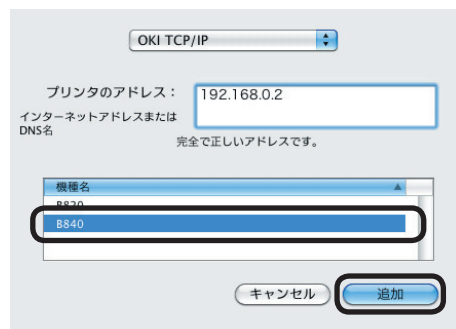 OKI TCP/IP
プリンタのアドレス：
192.168.0.2
インターネットアドレスまたは
DNS名
完全で正しいアドレスです。
機種名
B820
B840
キャンセル
追加